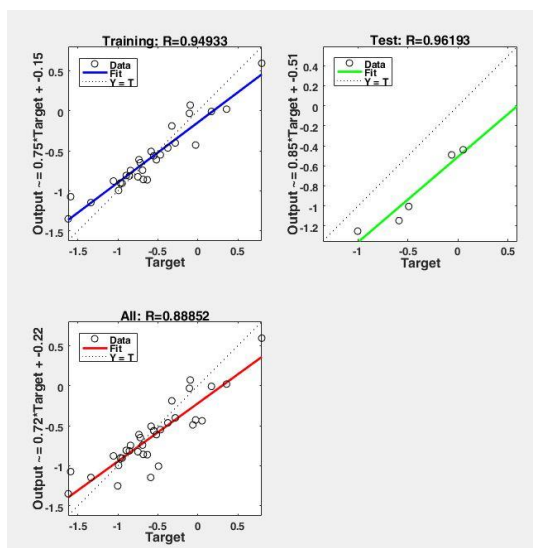 Training: R=0.94933
Output ~= 0.75*Target + -0.15
0.5
0
-0.5
-1
-1.5
Data
Fit
Y = T
-1.5
-1
-0.5
0
0.5
Target
Test: R=0.96193
Output ~= 0.85*Target + -0.51
0.4
0.2
0
-0.2
-0.4
-0.6
-0.8
-1
-1.2
Data
Fit
Y = T
-1
-0.5
0
0.5
Target
All: R=0.88852
Output ~= 0.72*Target + -0.22
0.5
0
-0.5
-1
-1.5
Data
Fit
Y = T
-1.5
-1
-0.5
0
0.5
Target